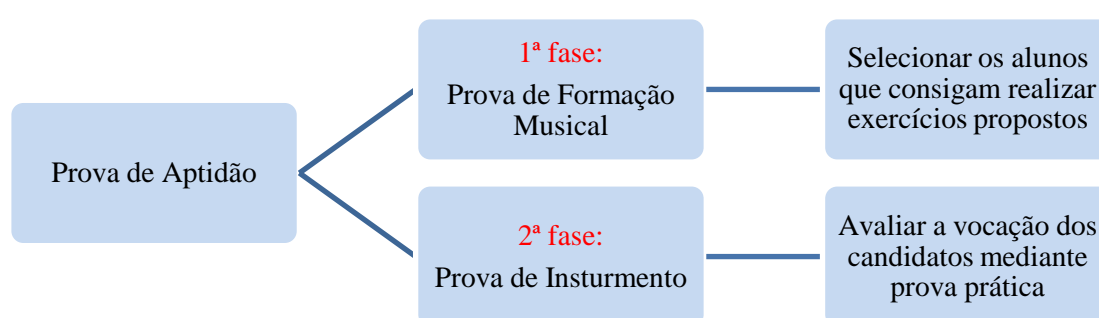 Prova de Aptidão
1ª fase:
Prova de Formação
Musical
Selecionar os alunos
que consigam realizar
exercícios propostos
2ª fase:
Prova de Insturmento
Avaliar a vocação dos
candidatos mediante
prova prática